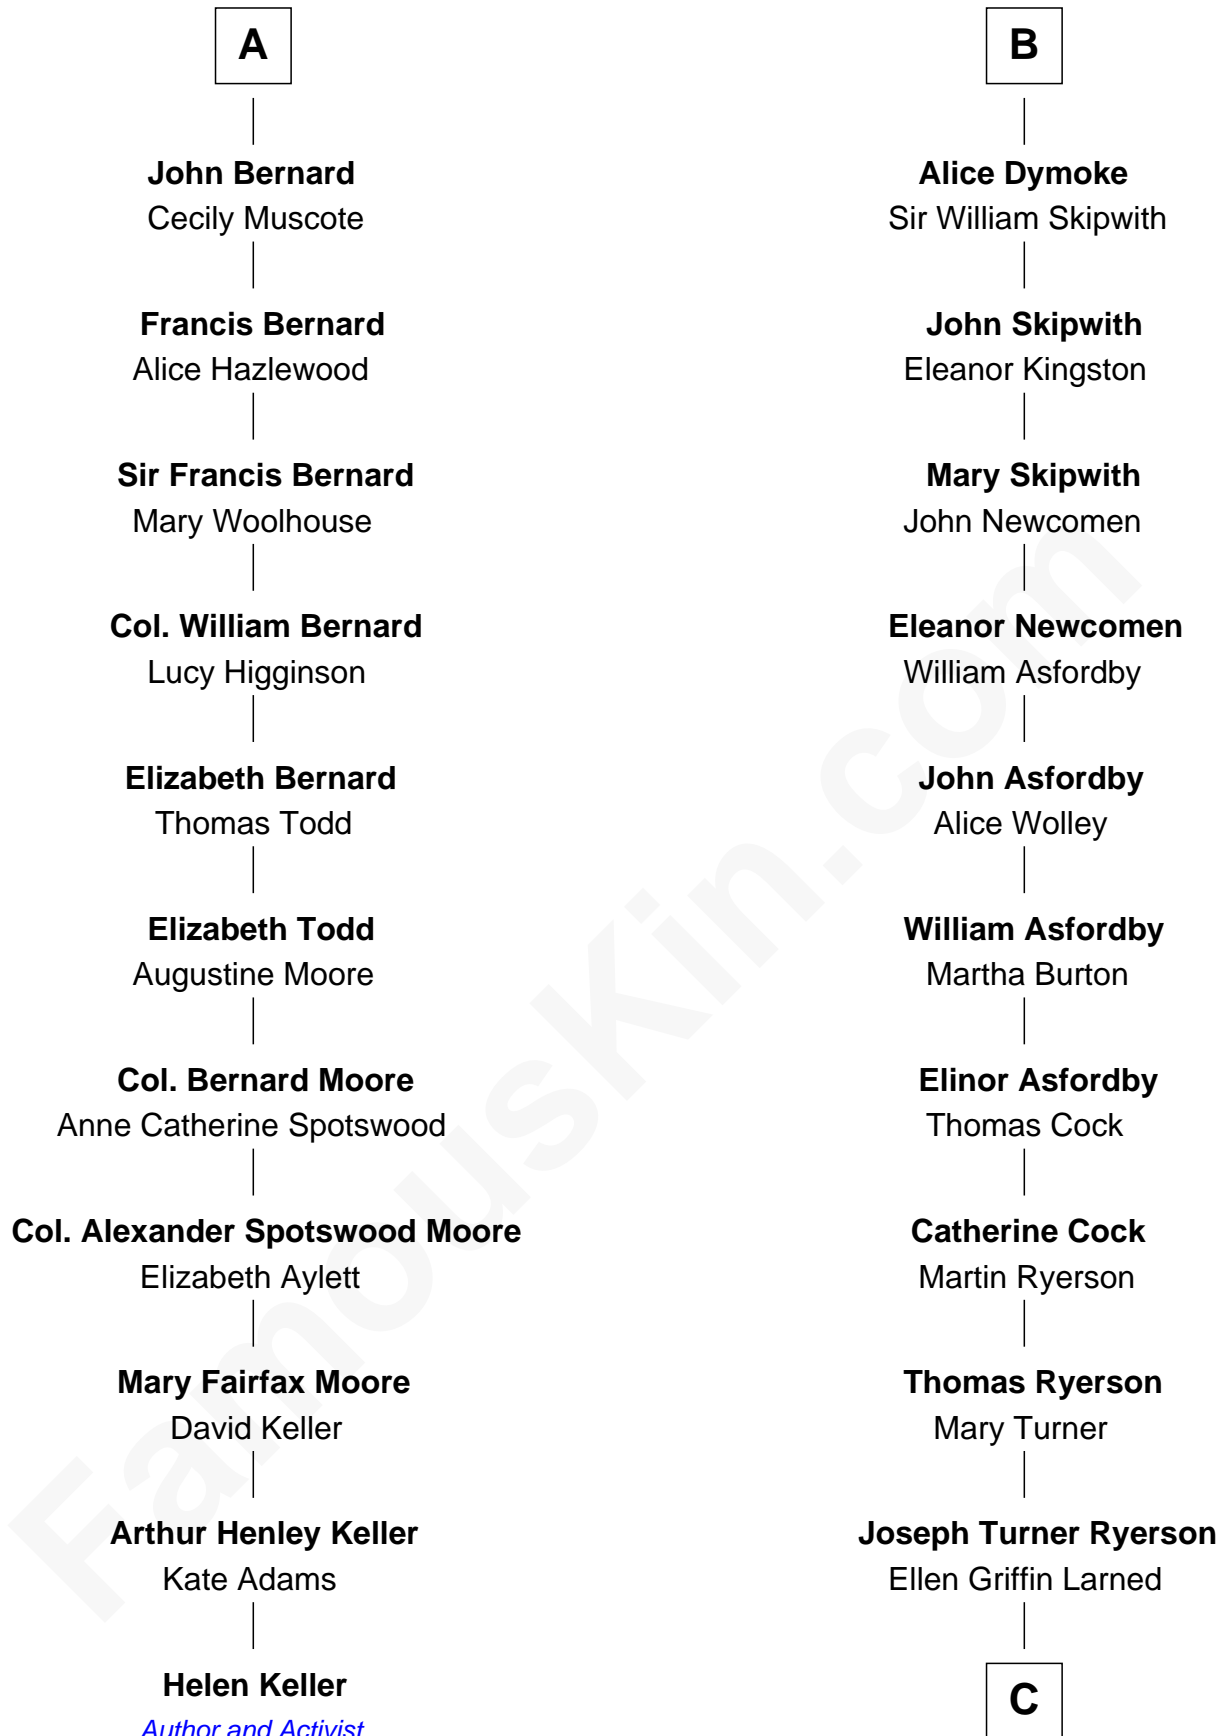 A
John Bernard
Cecily Muscote
Francis Bernard
Alice Hazlewood
Sir Francis Bernard
Mary Woolhouse
Col. William Bernard
Lucy Higginson
Elizabeth Bernard
Thomas Todd
Elizabeth Todd
Augustine Moore
Col. Bernard Moore
Anne Catherine Spotswood
Col. Alexander Spotswood Moore
Elizabeth Aylett
Mary Fairfax Moore
David Keller
Arthur Henley Keller
Kate Adams
Helen Keller
Author and Activist
B
Alice Dymoke
Sir William Skipwith
John Skipwith
Eleanor Kingston
Mary Skipwith
John Newcomen
Eleanor Newcomen
William Asfordby
John Asfordby
Alice Wolley
William Asfordby
Martha Burton
Elinor Asfordby
Thomas Cock
Catherine Cock
Martin Ryerson
Thomas Ryerson
Mary Turner
Joseph Turner Ryerson
Ellen Griffin Larned
C
FamousKin.com